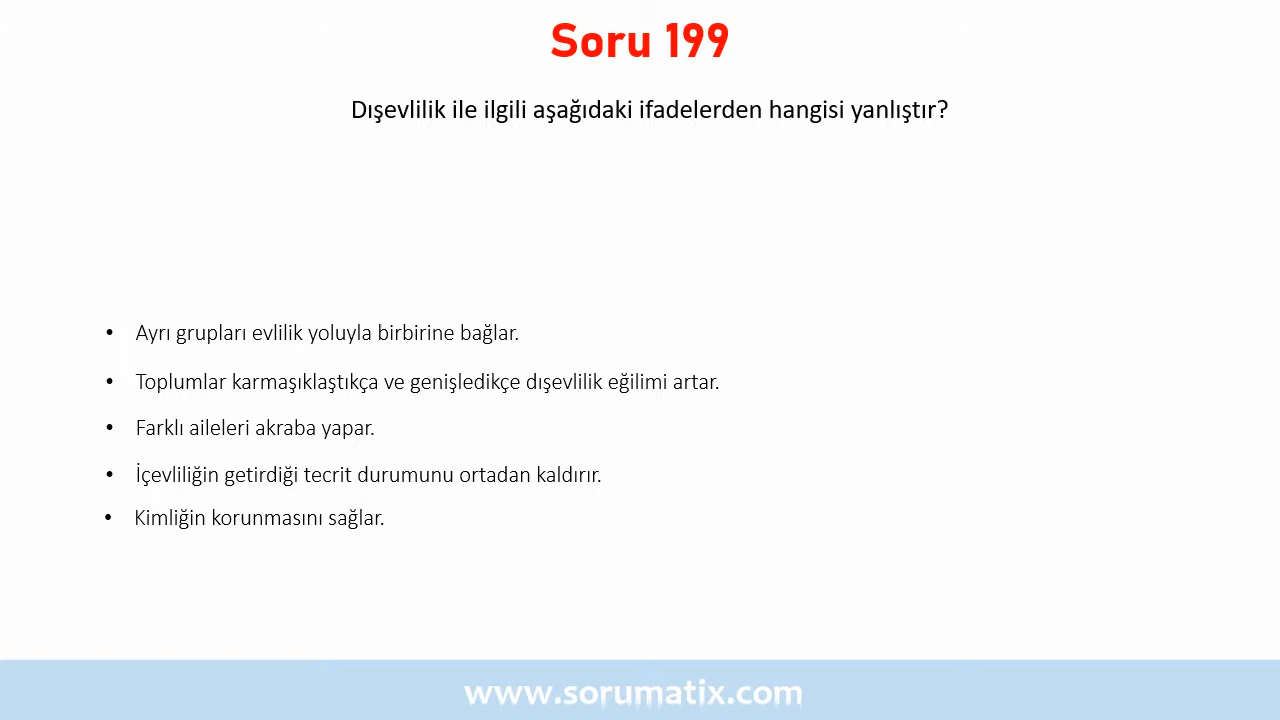 Soru 199
Dışevlilik ile ilgili aşağıdaki ifadelerden hangisi yanlıştır?
• Ayrı grupları evlilik yoluyla birbirine bağlar.
• Toplumlar karmaşıklaştıkça ve genişledikçe dışevlilik eğilimi artar.
• Farklı aileleri akraba yapar.
• İçevliliğin getirdiği tecrit durumunu ortadan kaldırır.
• Kimliğin korunmasını sağlar.
www.sorumatix.com